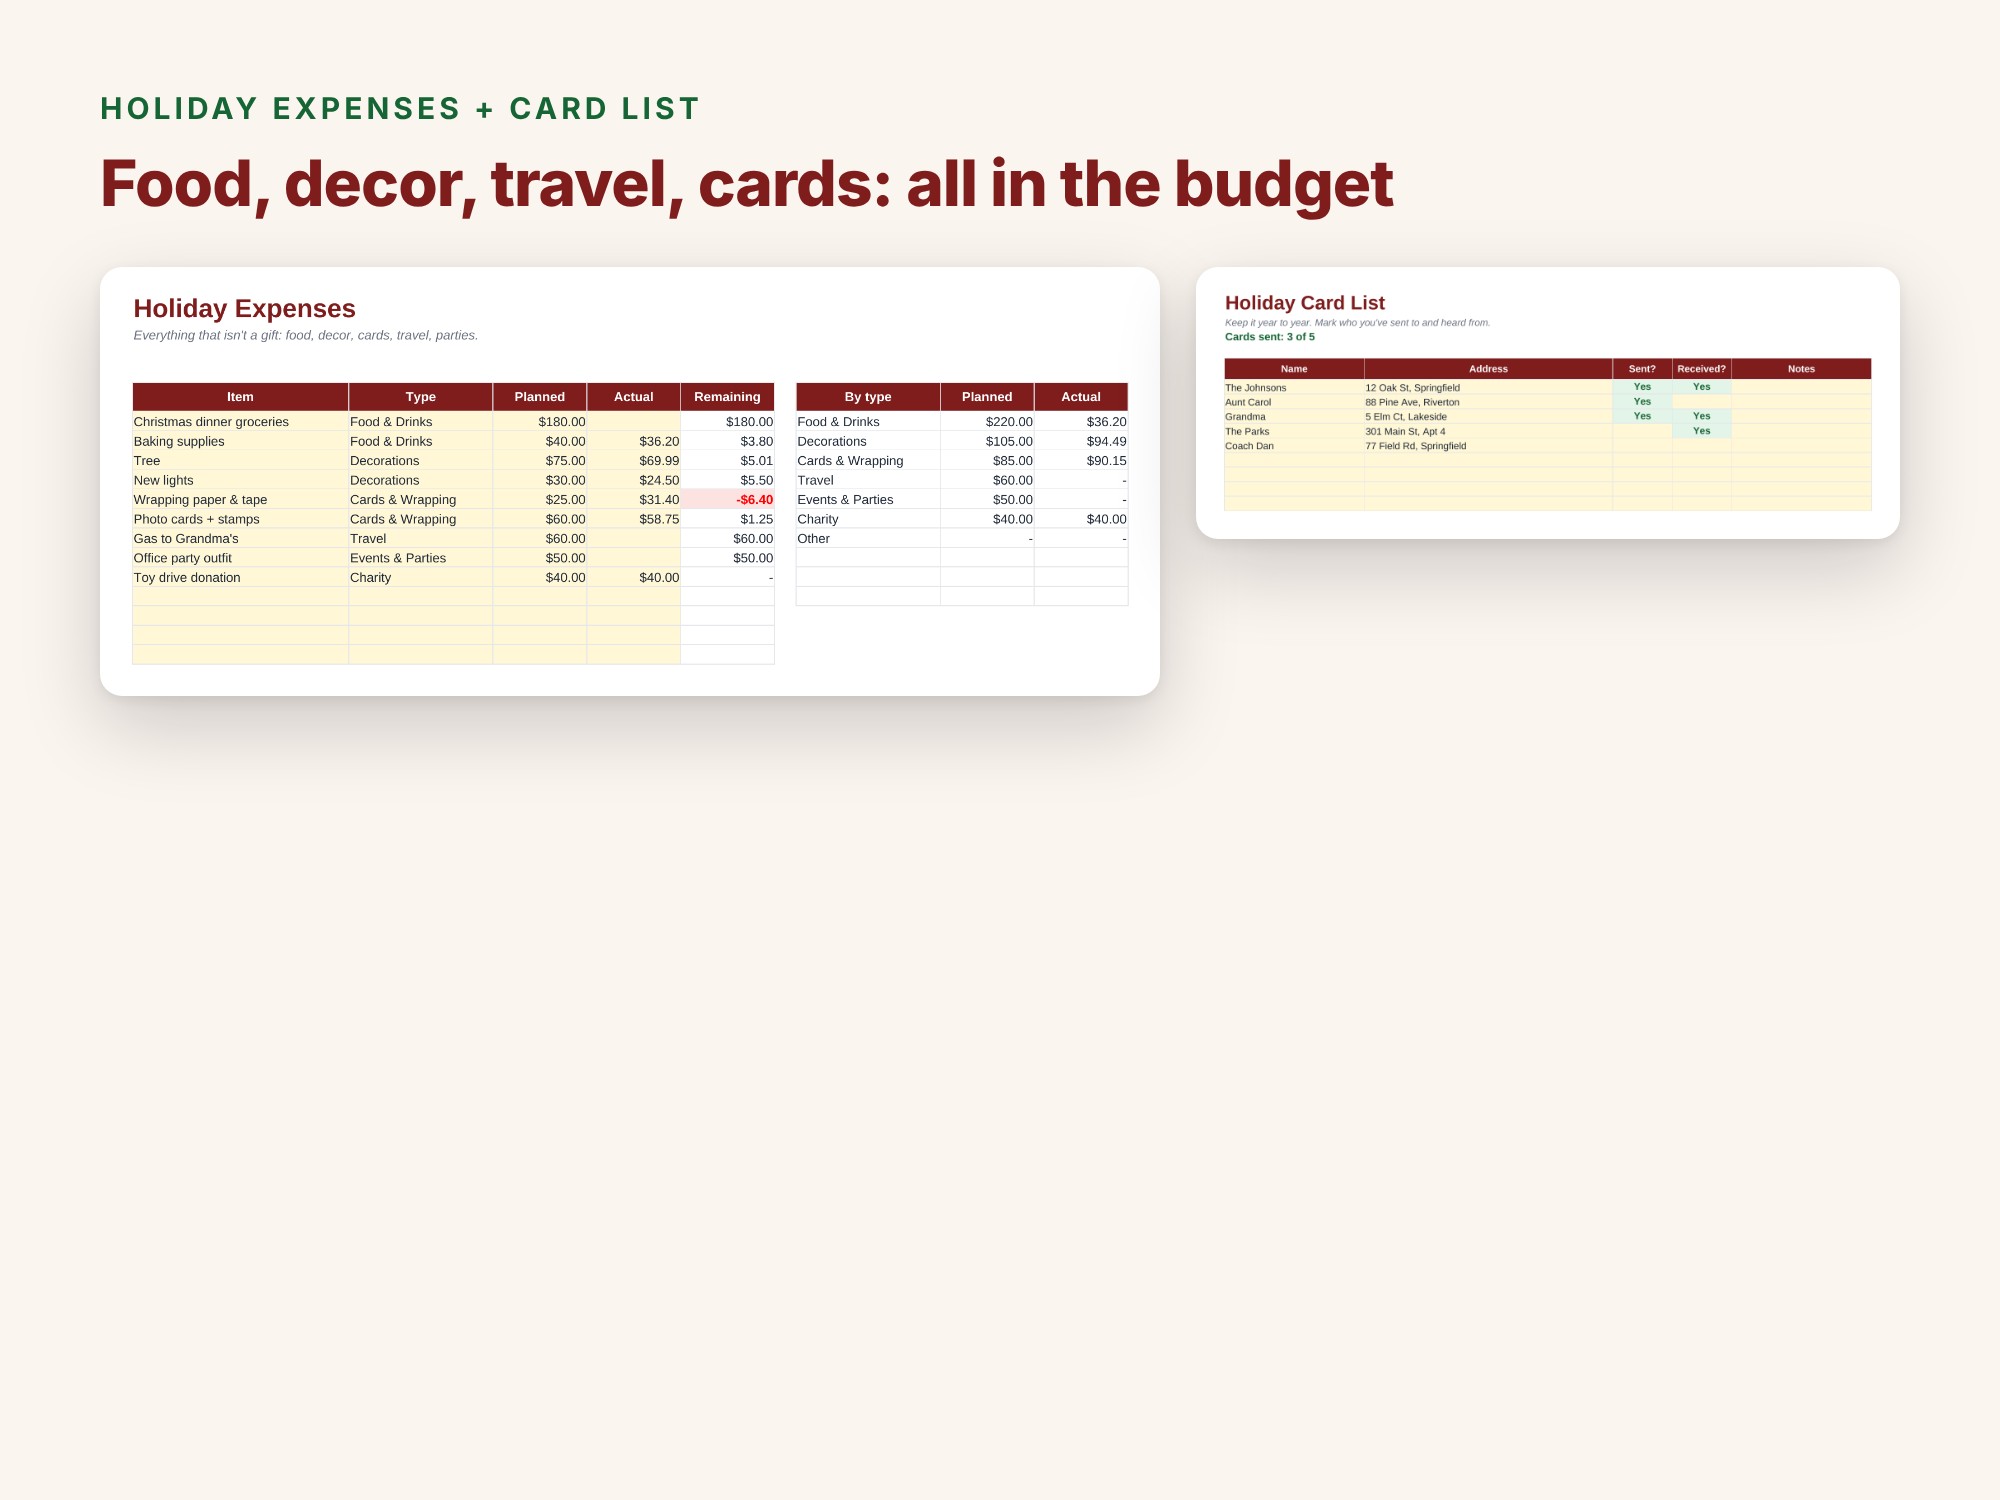 HOLIDAY EXPENSES + CARD LIST
Food, decor, travel, cards: all in the budget
Holiday Expenses
Everything that isn't a gift: food, decor, cards, travel, parties.
Item Type Planned Actual Remaining
Christmas dinner groceries Food & Drinks $180.00 $180.00
Baking supplies Food & Drinks $40.00 $36.20 $3.80
Tree Decorations $75.00 $69.99 $5.01
New lights Decorations $30.00 $24.50 $5.50
Wrapping paper & tape Cards & Wrapping $25.00 $31.40 -$6.40
Photo cards + stamps Cards & Wrapping $60.00 $58.75 $1.25
Gas to Grandma's Travel $60.00 $60.00
Office party outfit Events & Parties $50.00 $50.00
Toy drive donation Charity $40.00 $40.00 -
By type Planned Actual
Food & Drinks $220.00 $36.20
Decorations $105.00 $94.49
Cards & Wrapping $85.00 $90.15
Travel $60.00 -
Events & Parties $50.00 -
Charity $40.00 $40.00
Other - -
Holiday Card List
Keep it year to year. Mark who you've sent to and heard from.
Cards sent: 3 of 5
Name Address Sent? Received? Notes
The Johnsons 12 Oak St, Springfield Yes Yes
Aunt Carol 88 Pine Ave, Riverton Yes
Grandma 5 Elm Ct, Lakeside Yes Yes
The Parks 301 Main St, Apt 4 Yes
Coach Dan 77 Field Rd, Springfield